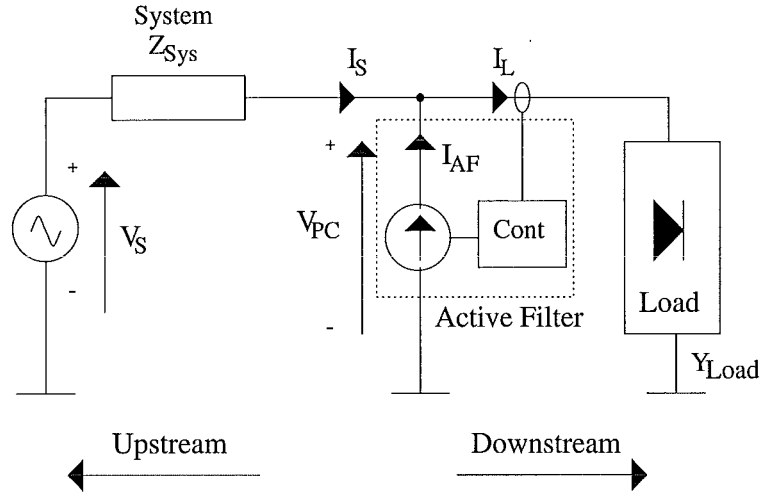 System
Z_Sys
I_S
I_L
+
+
I_AF
V_S
V_PC
Cont
-
-
Load
Active Filter
Y_Load
Upstream
Downstream